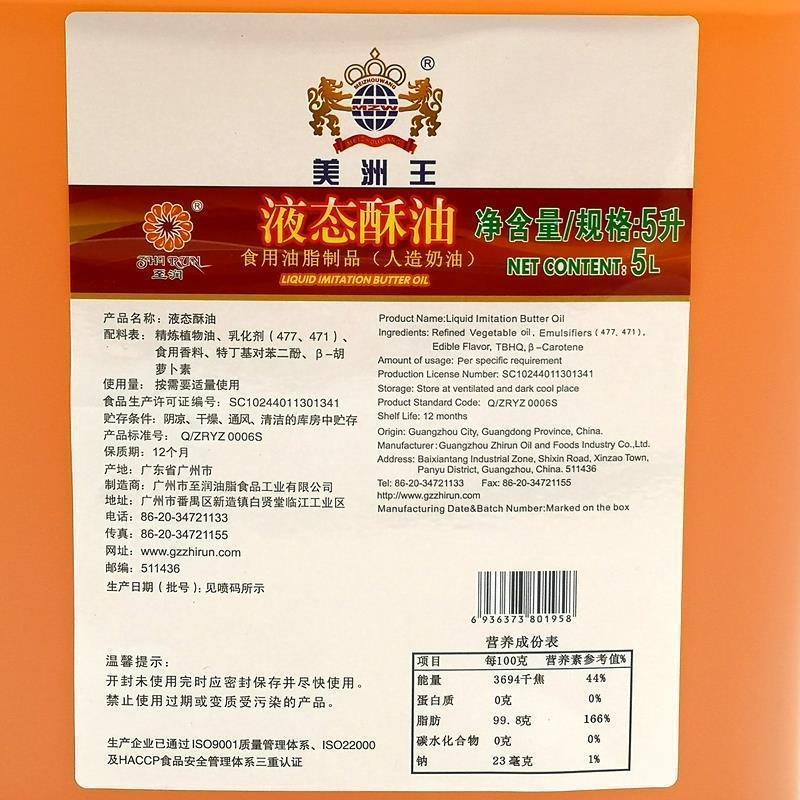 ®
MEIZHOUWANG
MZW
MEIZHOUWANG
美洲王
®
ZHI RUN
至润
液态酥油
食用油脂制品（人造奶油）
LIQUID IMITATION BUTTER OIL
净含量/规格:5升
NET CONTENT: 5L
产品名称：液态酥油
配料表：精炼植物油、乳化剂（477、471）、
食用香料、特丁基对苯二酚、β-胡
萝卜素
使用量：按需要适量使用
食品生产许可证编号：SC10244011301341
贮存条件：阴凉、干燥、通风、清洁的库房中贮存
产品标准号：Q/ZRYZ 0006S
保质期：12个月
产地：广东省广州市
制造商：广州市至润油脂食品工业有限公司
地址：广州市番禺区新造镇白贤堂临江工业区
电话：86-20-34721133
传真：86-20-34721155
网址：www.gzzhirun.com
邮编：511436
生产日期（批号）：见喷码所示
Product Name:Liquid Imitation Butter Oil
Ingredients: Refined Vegetable oil, Emulsifiers (477, 471),
Edible Flavor, TBHQ, β-Carotene
Amount of usage: Per specific requirement
Production License Number: SC10244011301341
Storage: Store at ventilated and dark cool place
Product Standard Code: Q/ZRYZ 0006S
Shelf Life: 12 months
Origin: Guangzhou City, Guangdong Province, China.
Manufacturer: Guangzhou Zhirun Oil and Foods Industry Co.,Ltd.
Address: Baixiantang Industrial Zone, Shixin Road, Xinzao Town,
Panyu District, Guangzhou, China. 511436
Tel: 86-20-34721133 Fax: 86-20-34721155
http://www.gzzhirun.com
Manufacturing Date&Batch Number:Marked on the box
6 936373 801958
温馨提示：
开封未使用完时应密封保存并尽快使用。
禁止使用过期或变质受污染的产品。
生产企业已通过ISO9001质量管理体系、ISO22000
及HACCP食品安全管理体系三重认证
营养成份表
项目 每100克 营养素参考值%
能量 3694千焦 44%
蛋白质 0克 0%
脂肪 99.8克 166%
碳水化合物 0克 0%
钠 23毫克 1%